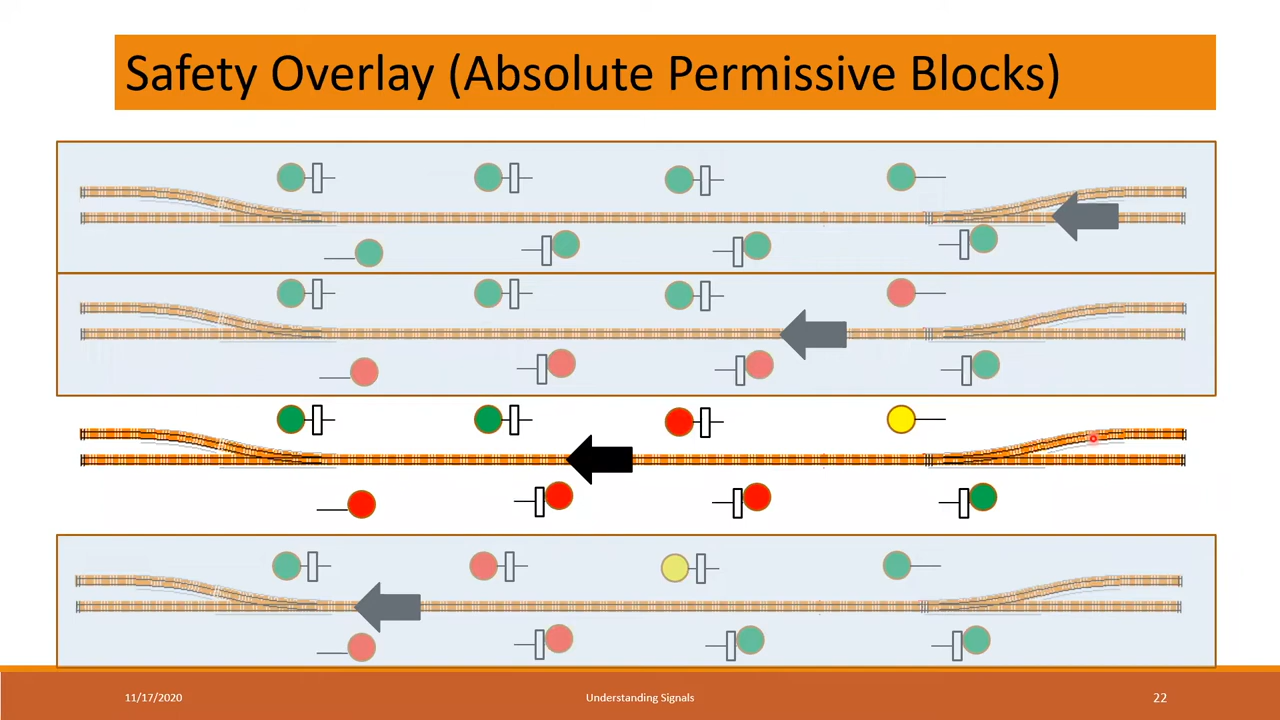 Safety Overlay (Absolute Permissive Blocks)
11/17/2020
Understanding Signals
22